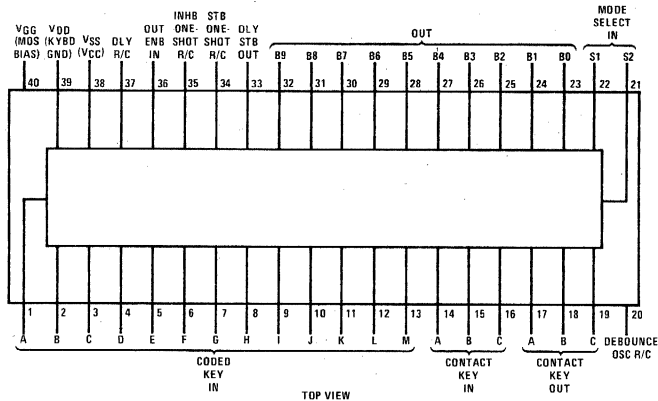 VGG VDD OUT INHB STB MODE
(MOS (KYBD VSS DLY ENB ONE- ONE- DLY OUT SELECT
BIAS) GND) (VCC) R/C IN SHOT SHOT STB IN
R/C R/C OUT B9 B8 B7 B6 B5 B4 B3 B2 B1 B0 S1 S2
40 39 38 37 36 35 34 33 32 31 30 29 28 27 26 25 24 23 22 21
1 2 3 4 5 6 7 8 9 10 11 12 13 14 15 16 17 18 19 20
A B C D E F G H I J K L M A B C A B C DEBOUNCE
CODED CONTACT CONTACT OSC R/C
KEY KEY KEY
IN IN OUT
TOP VIEW